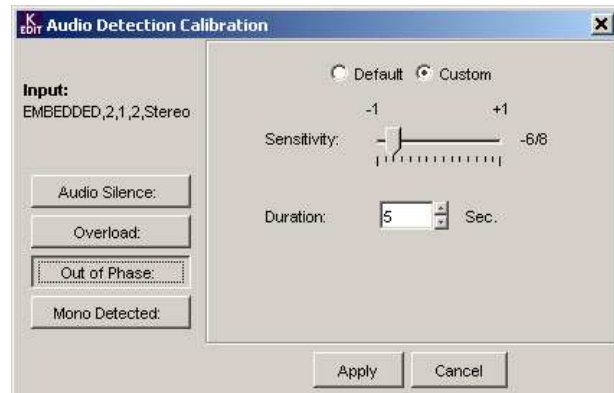 K EDIT Audio Detection Calibration
Input:
EMBEDDED,2,1,2,Stereo
Audio Silence:
Overload:
Out of Phase:
Mono Detected:
Default Custom
-1 +1
Sensitivity: -6/8
Duration: 5 Sec.
Apply Cancel